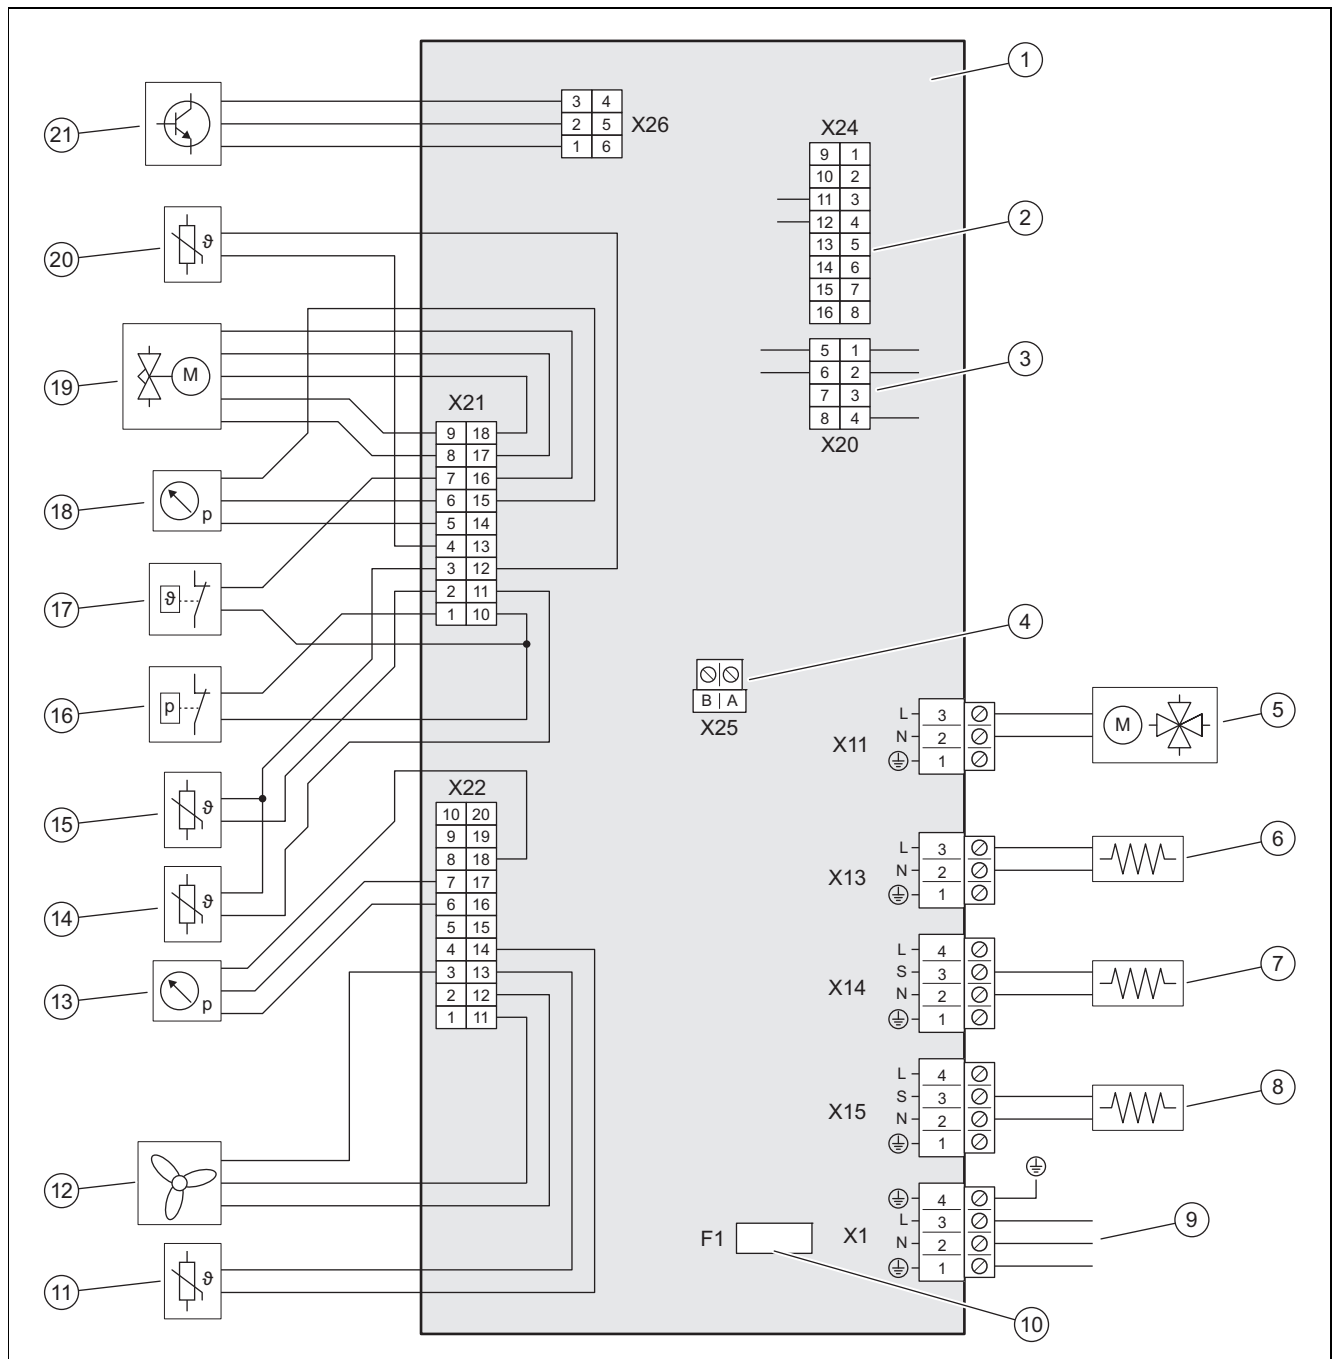 1
21
3 4
2 5
1 6
X26
X24
9 1
10 2
11 3
12 4
13 5
14 6
15 7
16 8
2
20
ϑ
5 1
6 2
7 3
8 4
X20
3
19
M
X21
9 18
8 17
7 16
6 15
5 14
4 13
3 12
2 11
1 10
18
p
17
ϑ
16
p
4
B A
X25
X11
L 3
N 2
1
M
5
15
ϑ
X22
10 20
9 19
8 18
7 17
6 16
5 15
4 14
3 13
2 12
1 11
X13
L 3
N 2
1
6
14
ϑ
13
p
X14
L 4
S 3
N 2
1
7
X15
L 4
S 3
N 2
1
8
12
F1
X1
4
L 3
N 2
1
9
11
ϑ
10